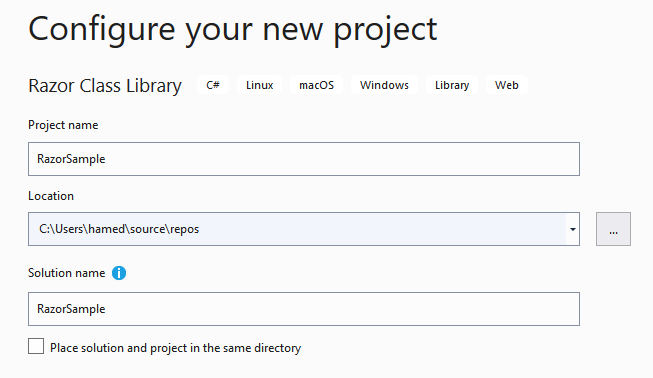 Configure your new project
Razor Class Library C# Linux macOS Windows Library Web
Project name
RazorSample
Location
C:\Users\hamed\source\repos ...
Solution name i
RazorSample
Place solution and project in the same directory